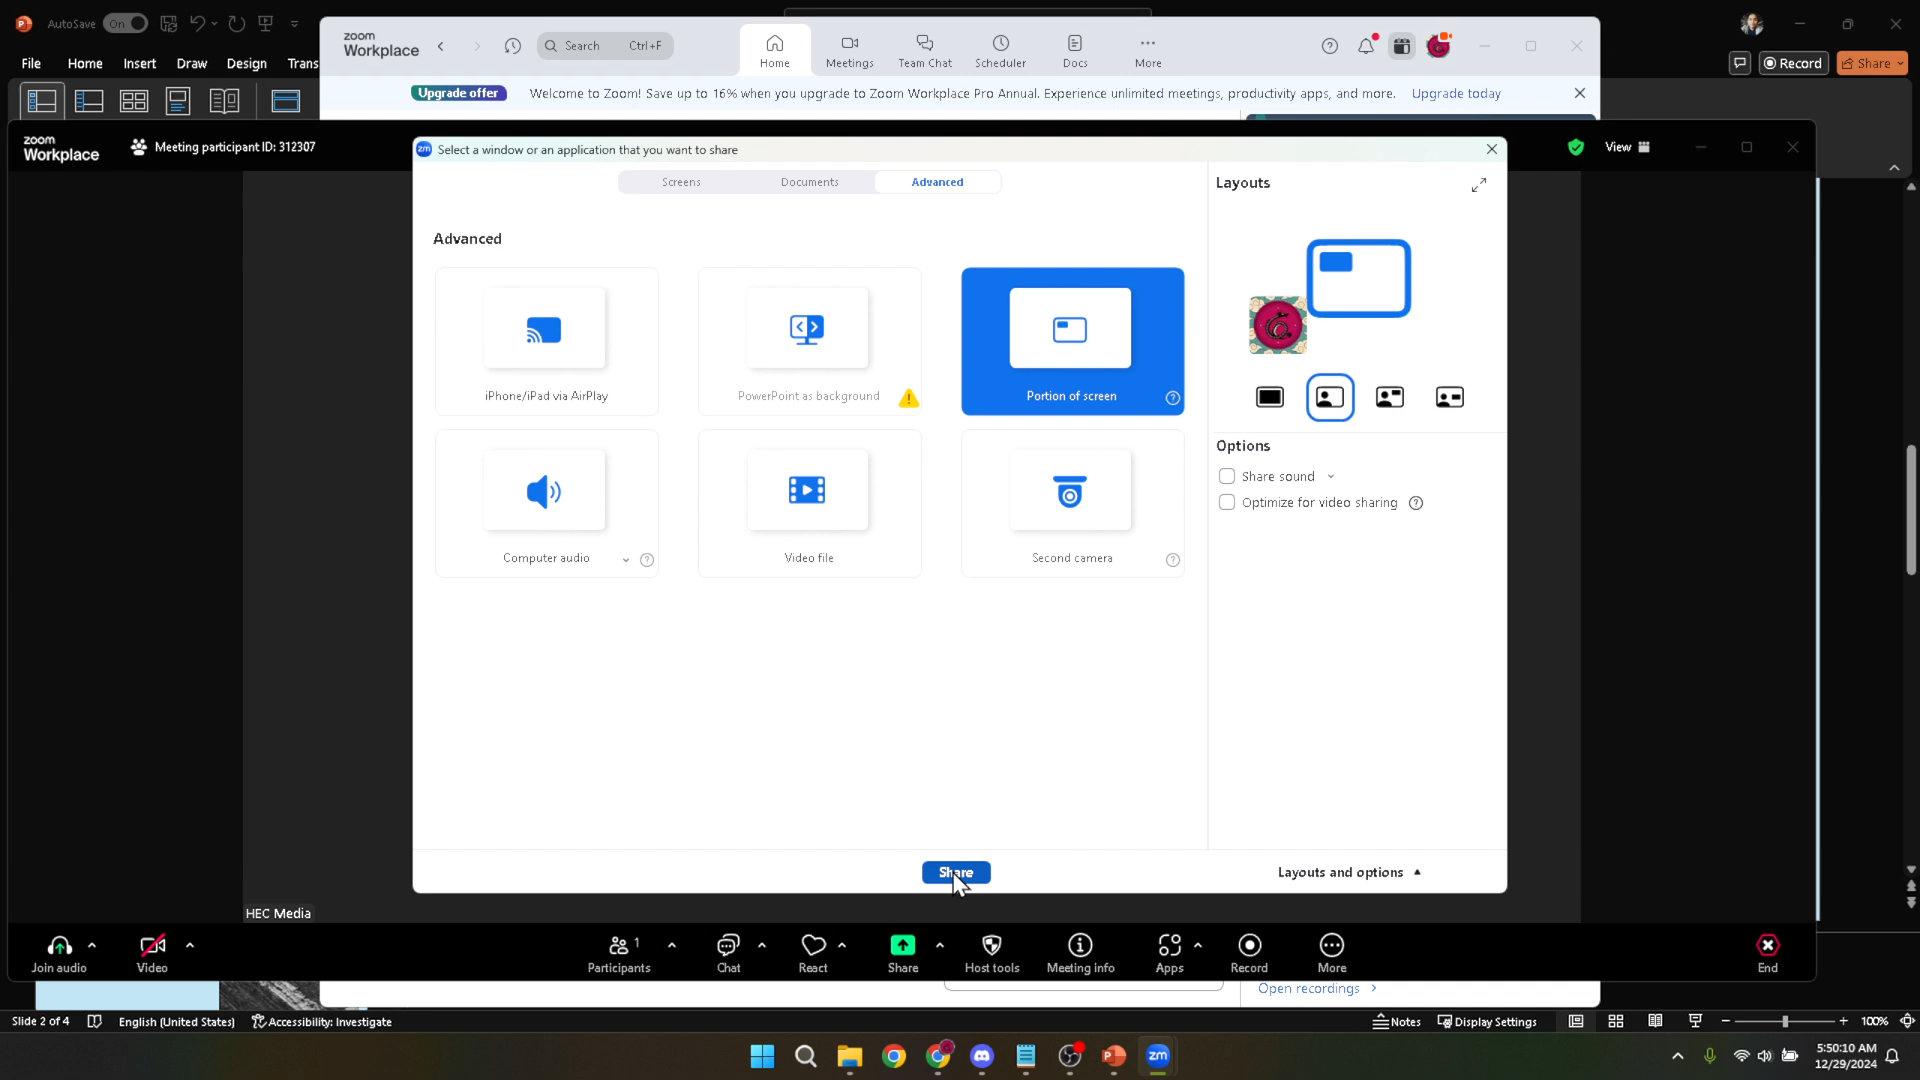 AutoSave On
zoom
Workplace
Search Ctrl+F
Home
Meetings
Team Chat
Scheduler
Docs
More
File Home Insert Draw Design Trans
Record
Share
Upgrade offer Welcome to Zoom! Save up to 16% when you upgrade to Zoom Workplace Pro Annual. Experience unlimited meetings, productivity apps, and more. Upgrade today
zoom
Workplace
Meeting participant ID: 312307
zm Select a window or an application that you want to share
View
Screens
Documents
Advanced
Layouts
Advanced
iPhone/iPad via AirPlay
PowerPoint as background
Portion of screen
Options
Share sound
Optimize for video sharing
Computer audio
Video file
Second camera
Share
Layouts and options
HEC Media
Join audio
Video
1
Participants
Chat
React
Share
Host tools
Meeting info
Apps
Record
More
End
Open recordings
Slide 2 of 4
English (United States)
Accessibility: Investigate
Notes
Display Settings
100%
zm
5:50:10 AM
12/29/2024